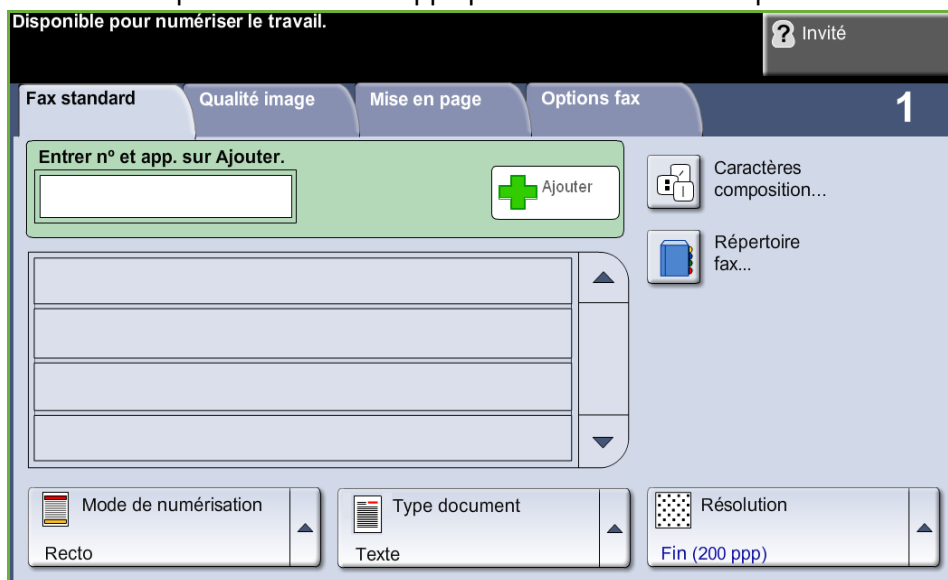 Disponible pour numériser le travail.
Invité
Fax standard
Qualité image
Mise en page
Options fax
1
Entrer nº et app. sur Ajouter.
Ajouter
Caractères
composition...
Répertoire
fax...
Mode de numérisation
Recto
Type document
Texte
Résolution
Fin (200 ppp)